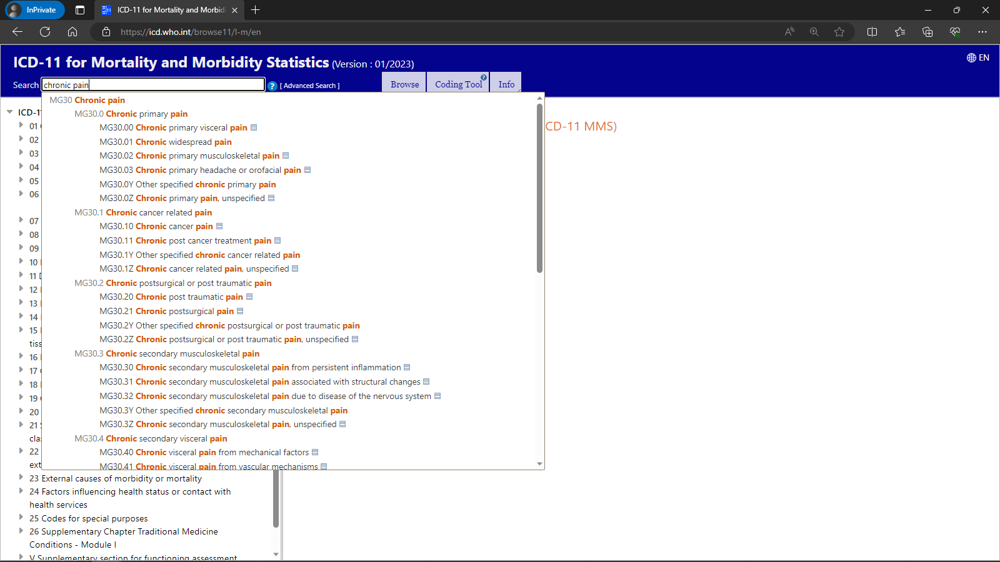 InPrivate
ICD-11 for Mortality and Morbidi
https://icd.who.int/browse11/l-m/en
ICD-11 for Mortality and Morbidity Statistics (Version : 01/2023)
EN
Search chronic pain ? [ Advanced Search ] Browse Coding Tool ? Info
MG30 Chronic pain
MG30.0 Chronic primary pain
MG30.00 Chronic primary visceral pain
MG30.01 Chronic widespread pain
MG30.02 Chronic primary musculoskeletal pain
MG30.03 Chronic primary headache or orofacial pain
MG30.0Y Other specified chronic primary pain
MG30.0Z Chronic primary pain, unspecified
MG30.1 Chronic cancer related pain
MG30.10 Chronic cancer pain
MG30.11 Chronic post cancer treatment pain
MG30.1Y Other specified chronic cancer related pain
MG30.1Z Chronic cancer related pain, unspecified
MG30.2 Chronic postsurgical or post traumatic pain
MG30.20 Chronic post traumatic pain
MG30.21 Chronic postsurgical pain
MG30.2Y Other specified chronic postsurgical or post traumatic pain
MG30.2Z Chronic postsurgical or post traumatic pain, unspecified
MG30.3 Chronic secondary musculoskeletal pain
MG30.30 Chronic secondary musculoskeletal pain from persistent inflammation
MG30.31 Chronic secondary musculoskeletal pain associated with structural changes
MG30.32 Chronic secondary musculoskeletal pain due to disease of the nervous system
MG30.3Y Other specified chronic secondary musculoskeletal pain
MG30.3Z Chronic secondary musculoskeletal pain, unspecified
MG30.4 Chronic secondary visceral pain
MG30.40 Chronic visceral pain from mechanical factors
MG30.41 Chronic visceral pain from vascular mechanisms
CD-11 MMS)
ICD-11
01
02
03
04
05
06
07
08
09
10
11
12
13
14
15
tiss
16
17
18
19
20
21
clas
22
ext
23 External causes of morbidity or mortality
24 Factors influencing health status or contact with
health services
25 Codes for special purposes
26 Supplementary Chapter Traditional Medicine
Conditions - Module I
V Supplementary section for functioning assessment